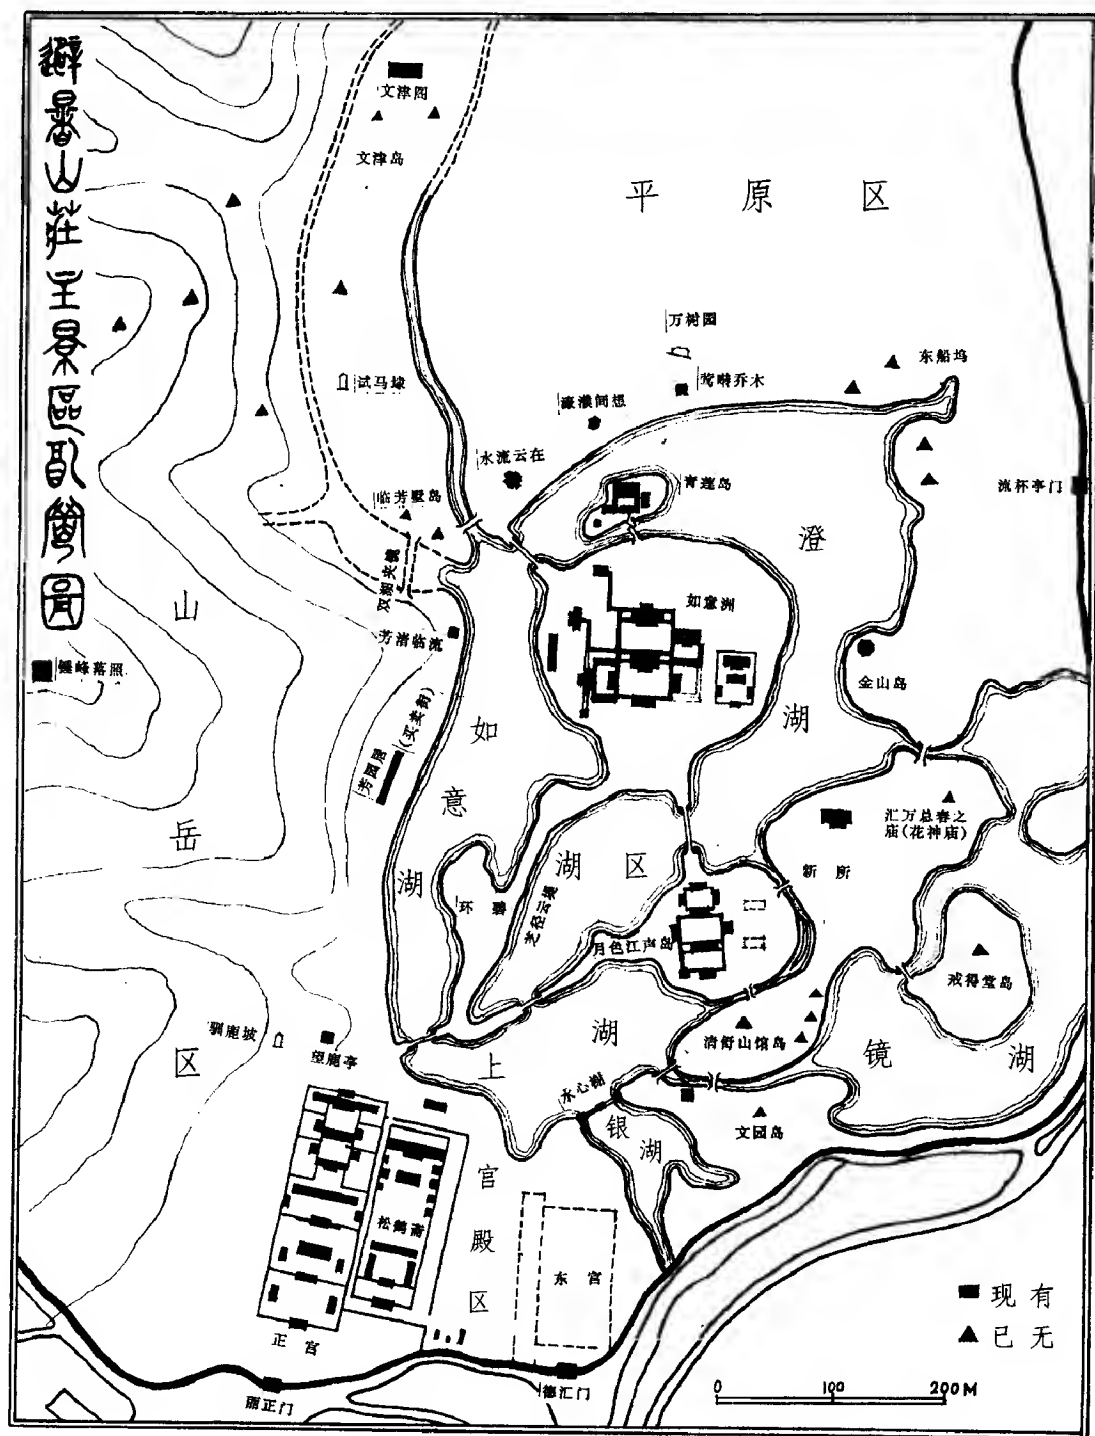 避暑山莊主景區
文津阁
文津岛
平原区
万树园
莺啭乔木
东船坞
试马埭
濠濮间想
水流云在
青莲岛
流杯亭门
临芳墅岛
双湖夹镜
澄湖
山岳区
如意洲
芳渚临流
锤峰落照
金山岛
芳园居
(买卖街)
如意湖
汇万总春之
庙(花神庙)
湖区
新所
环碧
芝径云堤
月色江声岛
戒得堂岛
驯鹿坡
望鹿亭
上湖
清舒山馆岛
镜湖
水心榭
文园岛
银湖
宫殿区
松鹤斋
东宫
正宫
现有
已无
丽正门
德汇门
0 100 200M